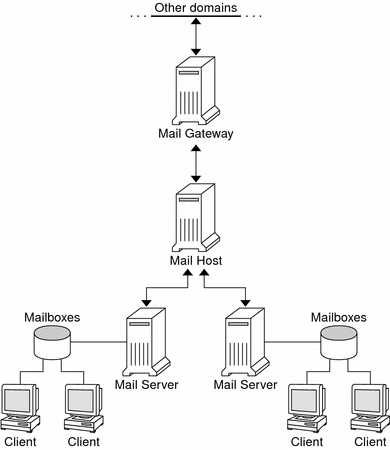 Other domains
Mail Gateway
Mail Host
Mailboxes
Mailboxes
Mail Server
Mail Server
Client
Client
Client
Client